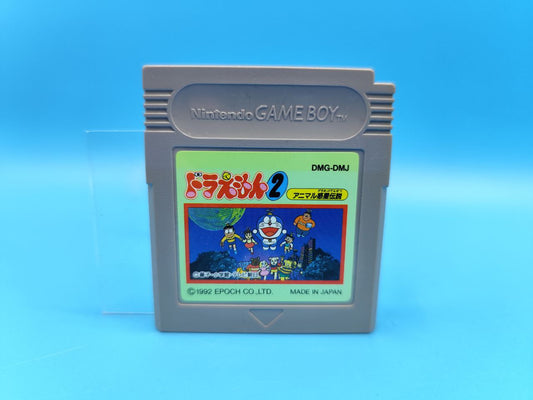 Nintendo GAME BOY TM
DMG-DMJ
ドラえもん2
アニマル惑星伝説
©1992 EPOCH CO.,LTD. MADE IN JAPAN